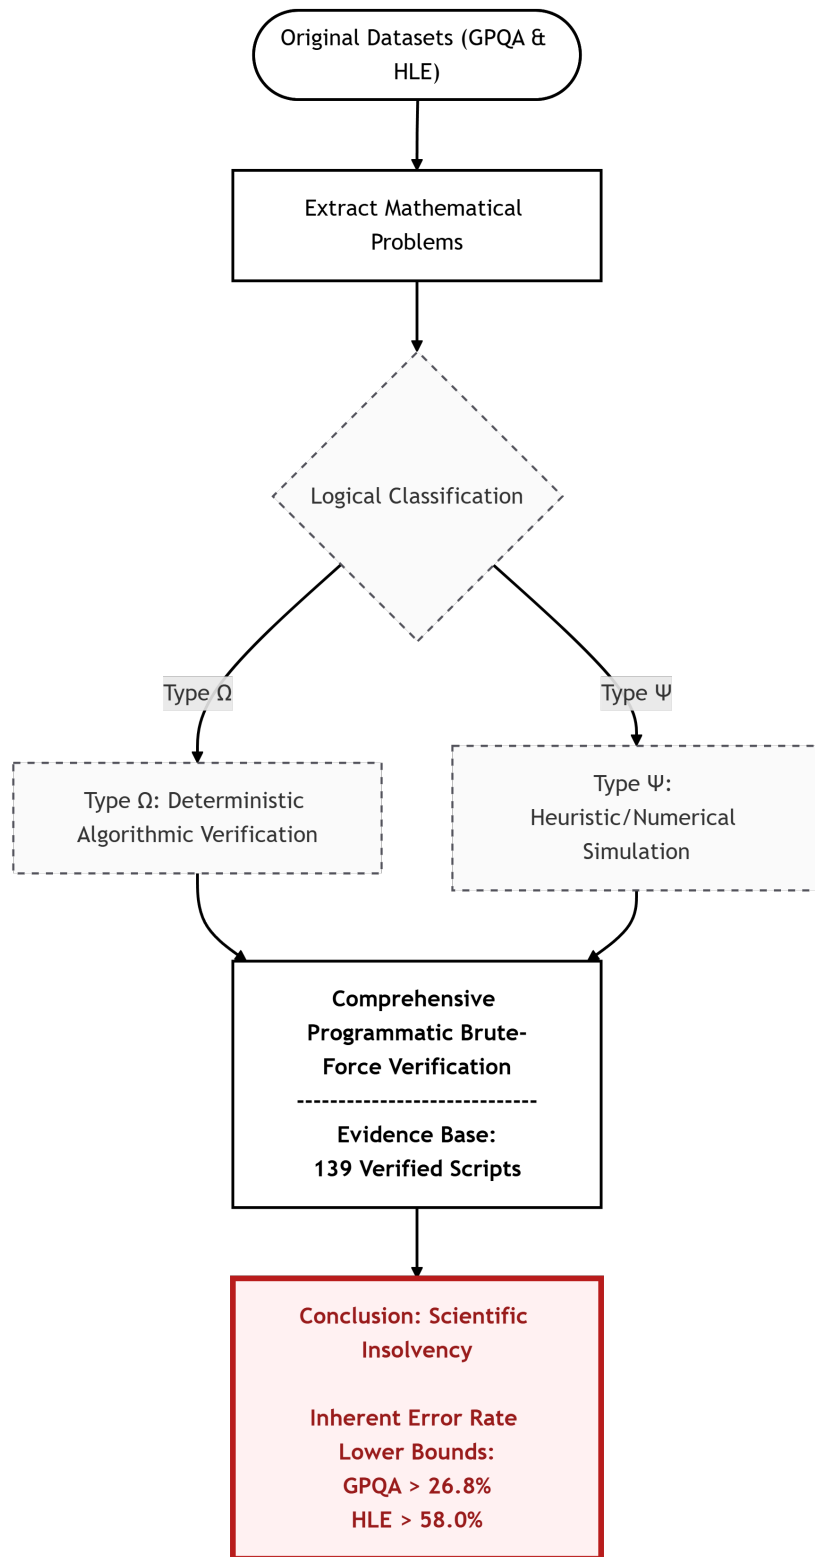 Original Datasets (GPQA &
HLE)
Extract Mathematical
Problems
Logical Classification
Type Ω
Type Ψ
Type Ω: Deterministic
Algorithmic Verification
Type Ψ:
Heuristic/Numerical
Simulation
Comprehensive
Programmatic Brute-
Force Verification
----------------------------
Evidence Base:
139 Verified Scripts
Conclusion: Scientific
Insolvency
Inherent Error Rate
Lower Bounds:
GPQA > 26.8%
HLE > 58.0%